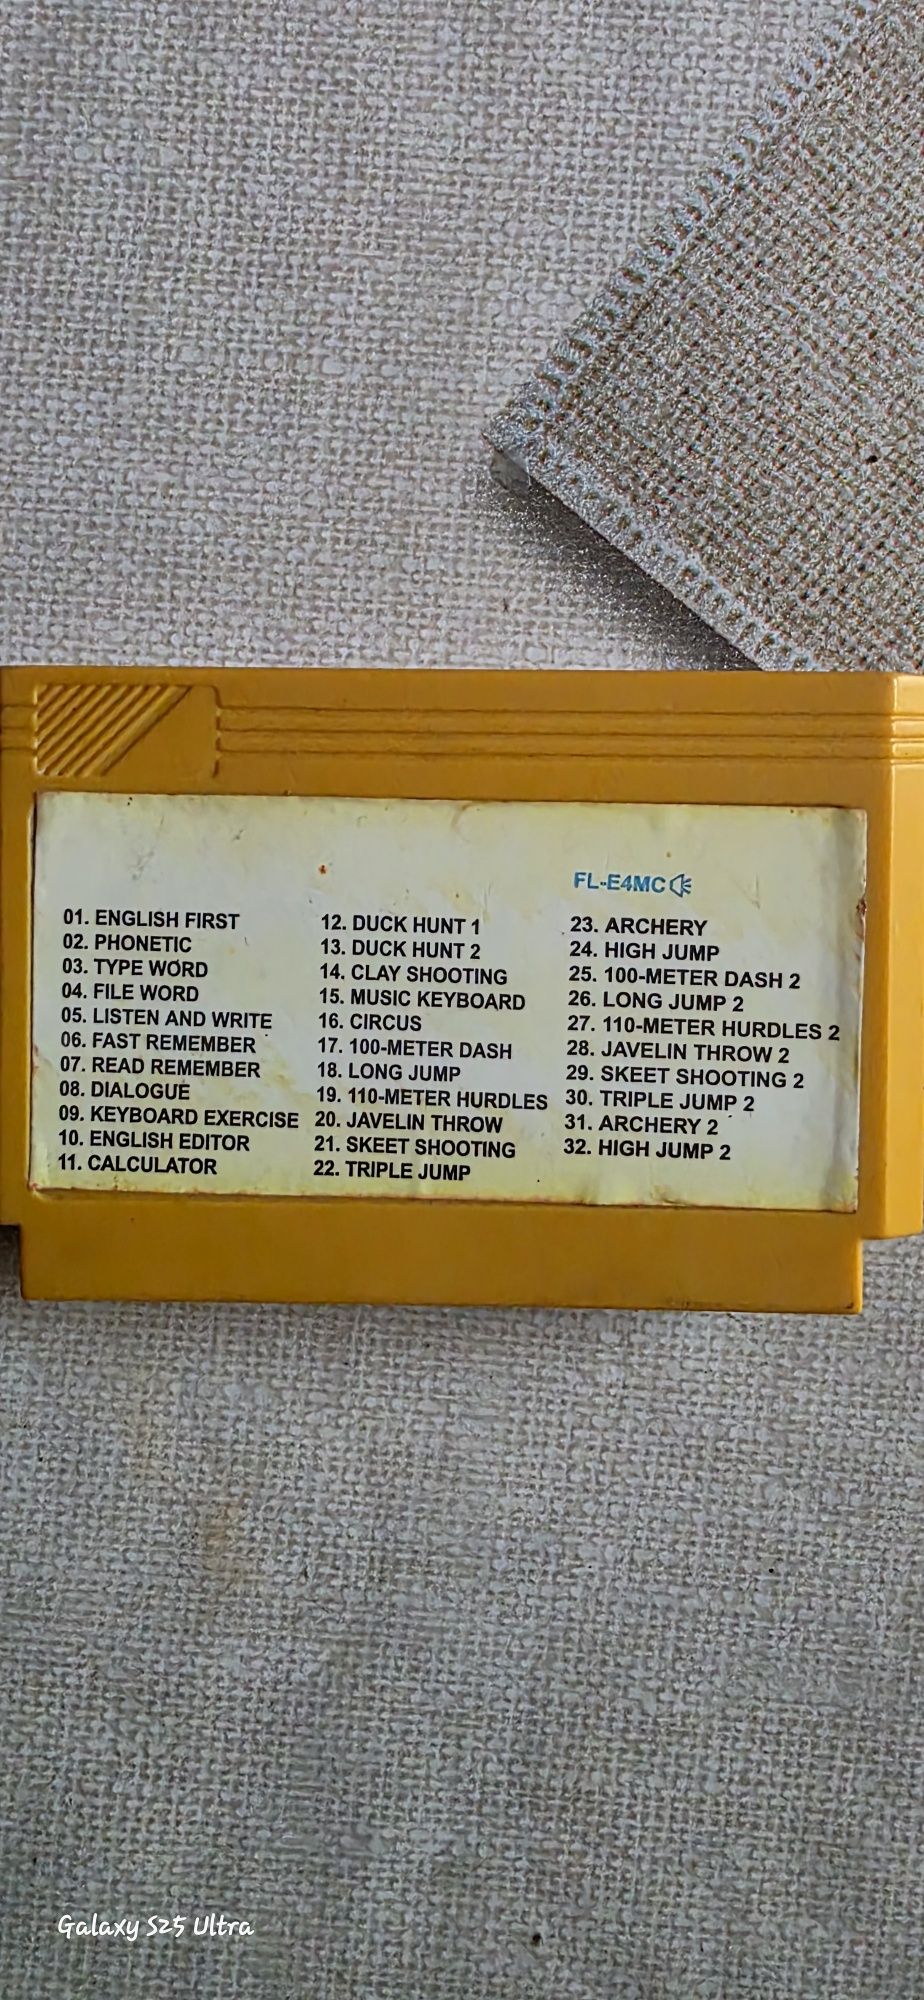 FL-E4MC
01. ENGLISH FIRST
02. PHONETIC
03. TYPE WORD
04. FILE WORD
05. LISTEN AND WRITE
06. FAST REMEMBER
07. READ REMEMBER
08. DIALOGUE
09. KEYBOARD EXERCISE
10. ENGLISH EDITOR
11. CALCULATOR
12. DUCK HUNT 1
13. DUCK HUNT 2
14. CLAY SHOOTING
15. MUSIC KEYBOARD
16. CIRCUS
17. 100-METER DASH
18. LONG JUMP
19. 110-METER HURDLES
20. JAVELIN THROW
21. SKEET SHOOTING
22. TRIPLE JUMP
23. ARCHERY
24. HIGH JUMP
25. 100-METER DASH 2
26. LONG JUMP 2
27. 110-METER HURDLES 2
28. JAVELIN THROW 2
29. SKEET SHOOTING 2
30. TRIPLE JUMP 2
31. ARCHERY 2
32. HIGH JUMP 2
Galaxy S25 Ultra